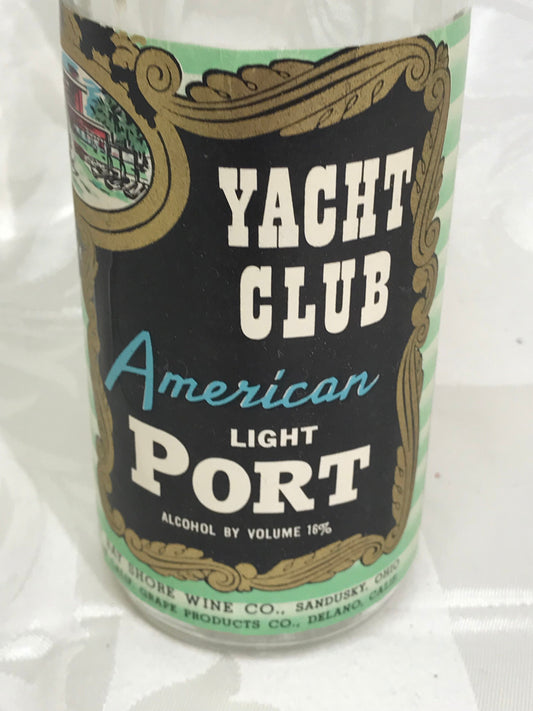 YACHT
CLUB
American
LIGHT
PORT
ALCOHOL BY VOLUME 16%
SHORE WINE CO., SANDUSKY, OHIO
GRAPE PRODUCTS CO., DELANO, CALIF.